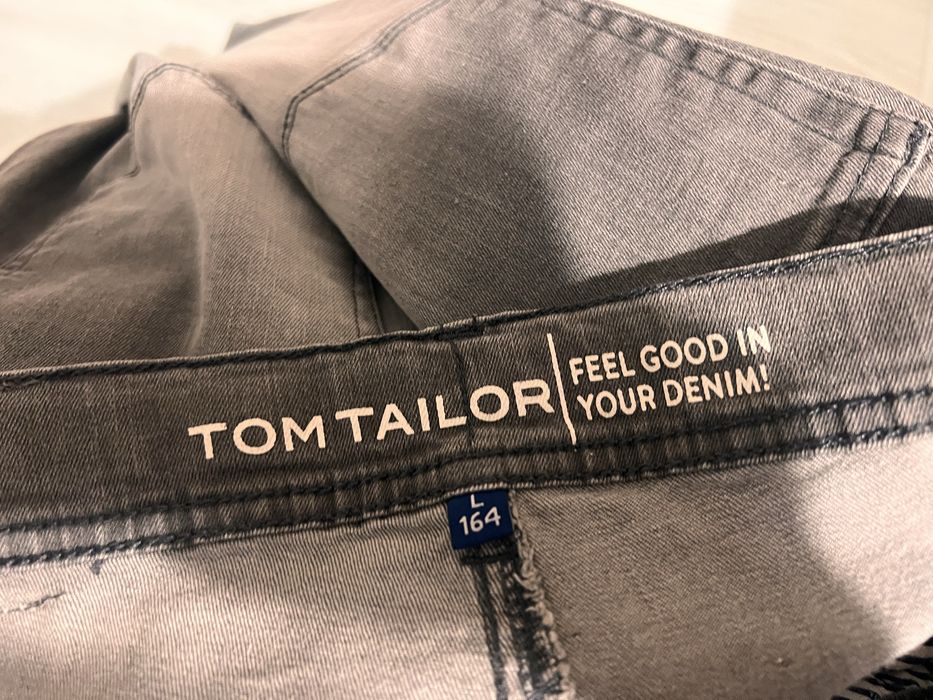 TOM TAILOR
FEEL GOOD IN
YOUR DENIM!
L
164